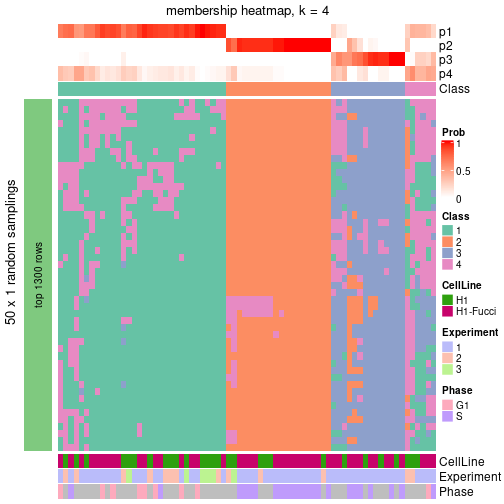 membership heatmap, k = 4
p1
p2
p3
p4
Class
50 x 1 random samplings
top 1300 rows
Prob
1
0.5
0
Class
1
2
3
4
CellLine
H1
H1-Fucci
Experiment
1
2
3
Phase
G1
S
CellLine
Experiment
Phase